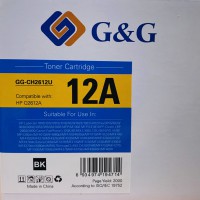 G&G
Toner Cartridge
GG-CH2612U
Compatible with
HP Q2612A
12A
Suitable For Use In:
BK
Made in China
Page Yield: 2000
According to ISO/IEC 19752